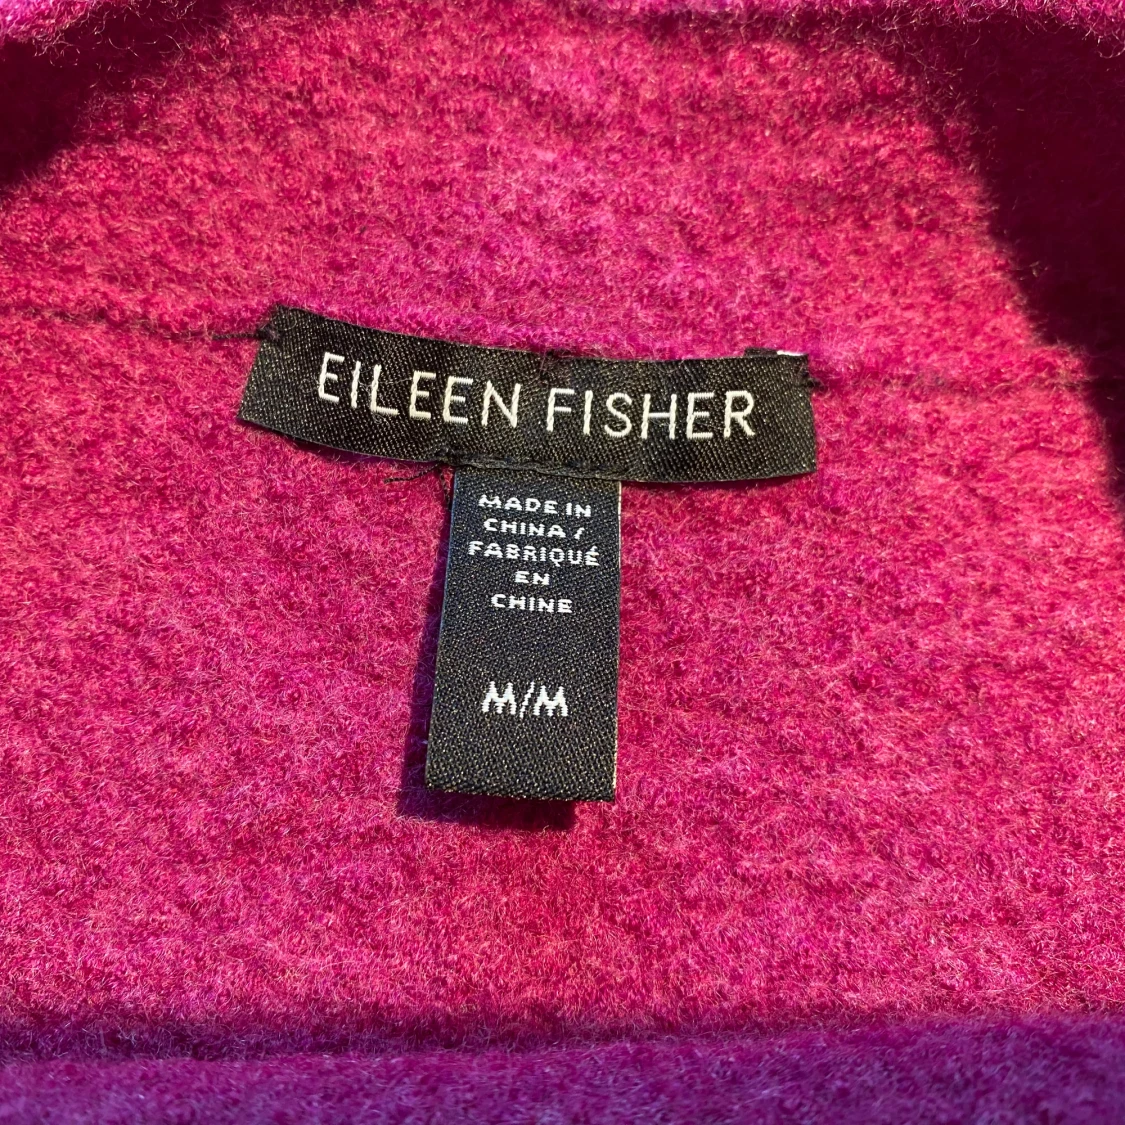 EILEEN FISHER
MADE IN
CHINA /
FABRIQUÉ
EN
CHINE
M/M